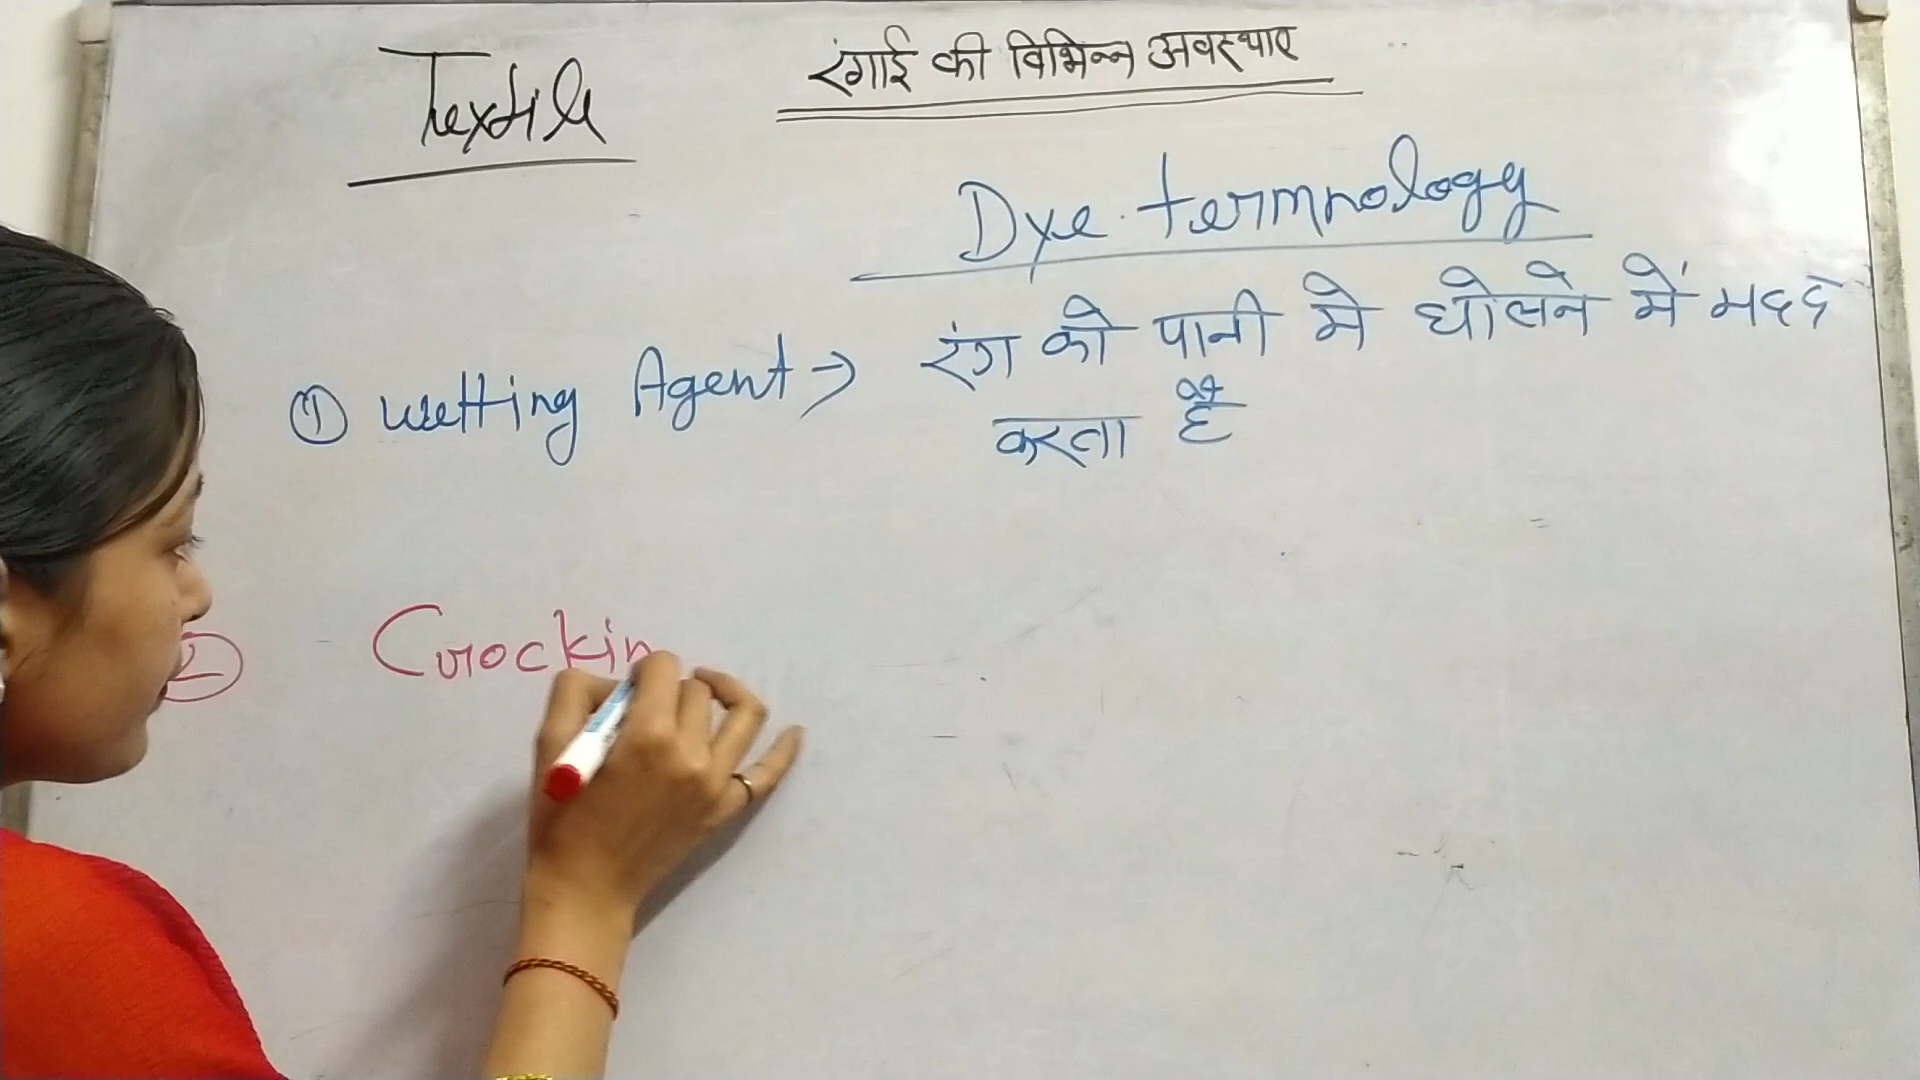 Textile
रंगाई की विभिन्न अवस्थाए
Dye termnology
① Wetting Agent → रंग को पानी मे घोलने में मदद
करता है
② Crockin